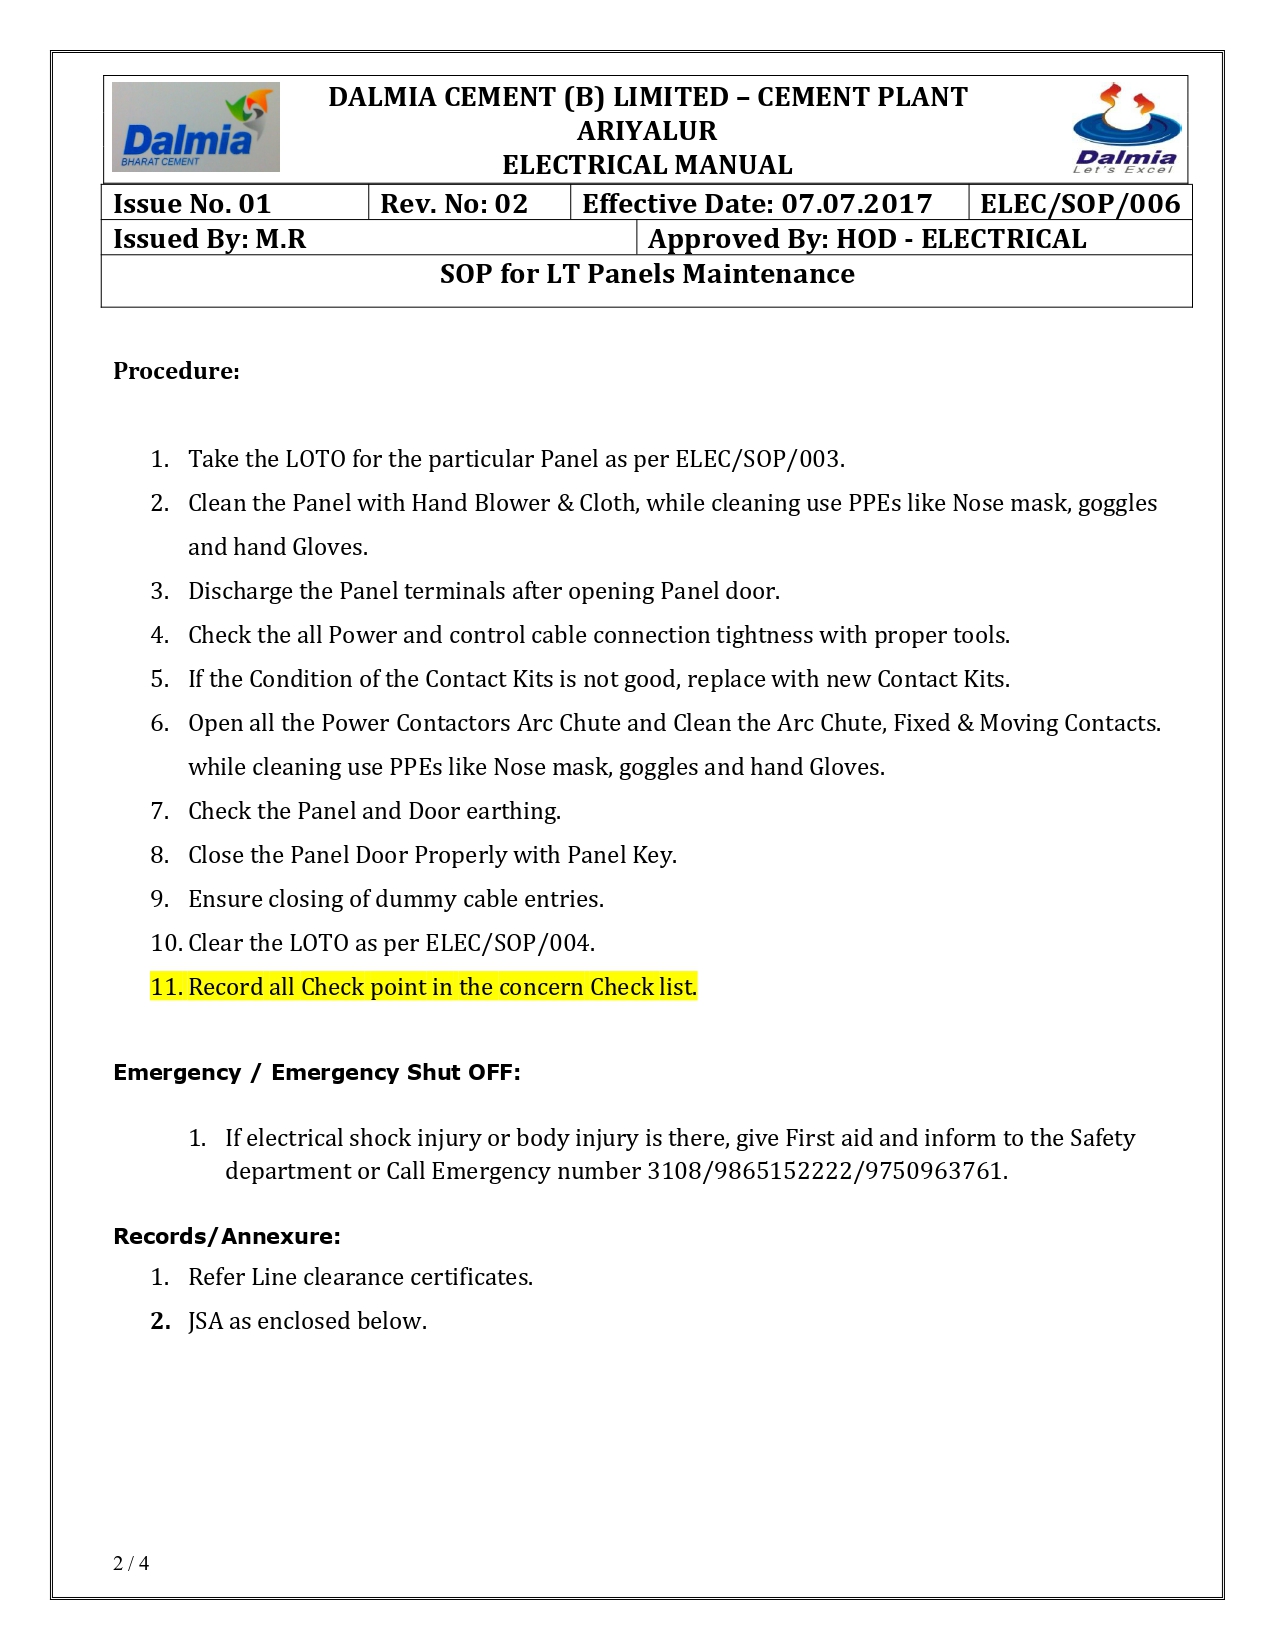 Dalmia
BHARAT CEMENT
DALMIA CEMENT (B) LIMITED – CEMENT PLANT
ARIYALUR
ELECTRICAL MANUAL
Dalmia
Let's Excel
Issue No. 01 Rev. No: 02 Effective Date: 07.07.2017 ELEC/SOP/006
Issued By: M.R Approved By: HOD - ELECTRICAL
SOP for LT Panels Maintenance
Procedure:
1. Take the LOTO for the particular Panel as per ELEC/SOP/003.
2. Clean the Panel with Hand Blower & Cloth, while cleaning use PPEs like Nose mask, goggles
and hand Gloves.
3. Discharge the Panel terminals after opening Panel door.
4. Check the all Power and control cable connection tightness with proper tools.
5. If the Condition of the Contact Kits is not good, replace with new Contact Kits.
6. Open all the Power Contactors Arc Chute and Clean the Arc Chute, Fixed & Moving Contacts.
while cleaning use PPEs like Nose mask, goggles and hand Gloves.
7. Check the Panel and Door earthing.
8. Close the Panel Door Properly with Panel Key.
9. Ensure closing of dummy cable entries.
10. Clear the LOTO as per ELEC/SOP/004.
11. Record all Check point in the concern Check list.
Emergency / Emergency Shut OFF:
1. If electrical shock injury or body injury is there, give First aid and inform to the Safety
department or Call Emergency number 3108/9865152222/9750963761.
Records/Annexure:
1. Refer Line clearance certificates.
2. JSA as enclosed below.
2 / 4